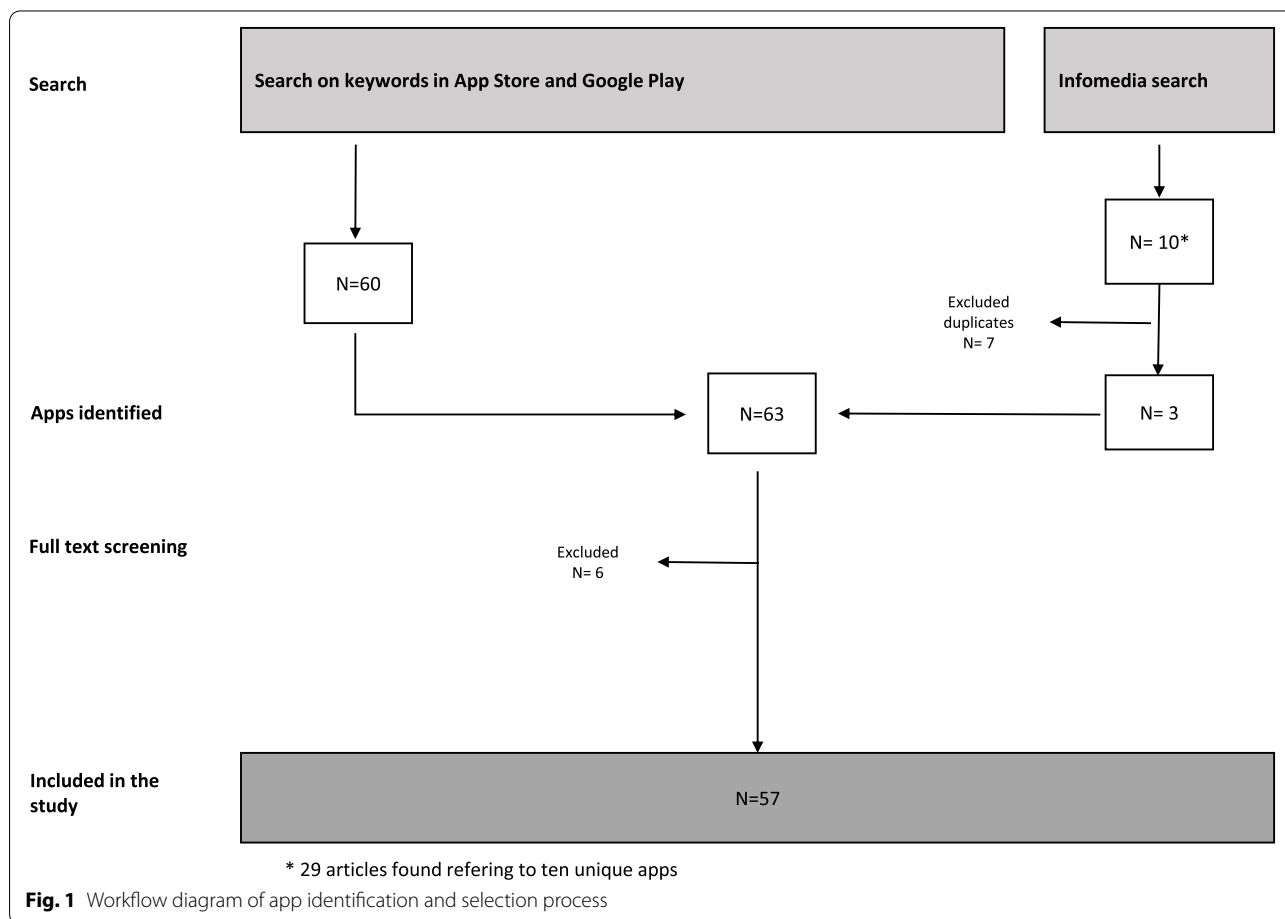 Search
Search on keywords in App Store and Google Play
Infomedia search
N= 10*
N=60
Excluded
duplicates
N= 7
Apps identified
N=63
N= 3
Full text screening
Excluded
N= 6
Included in the
study
N=57
* 29 articles found refering to ten unique apps
Fig. 1 Workflow diagram of app identification and selection process